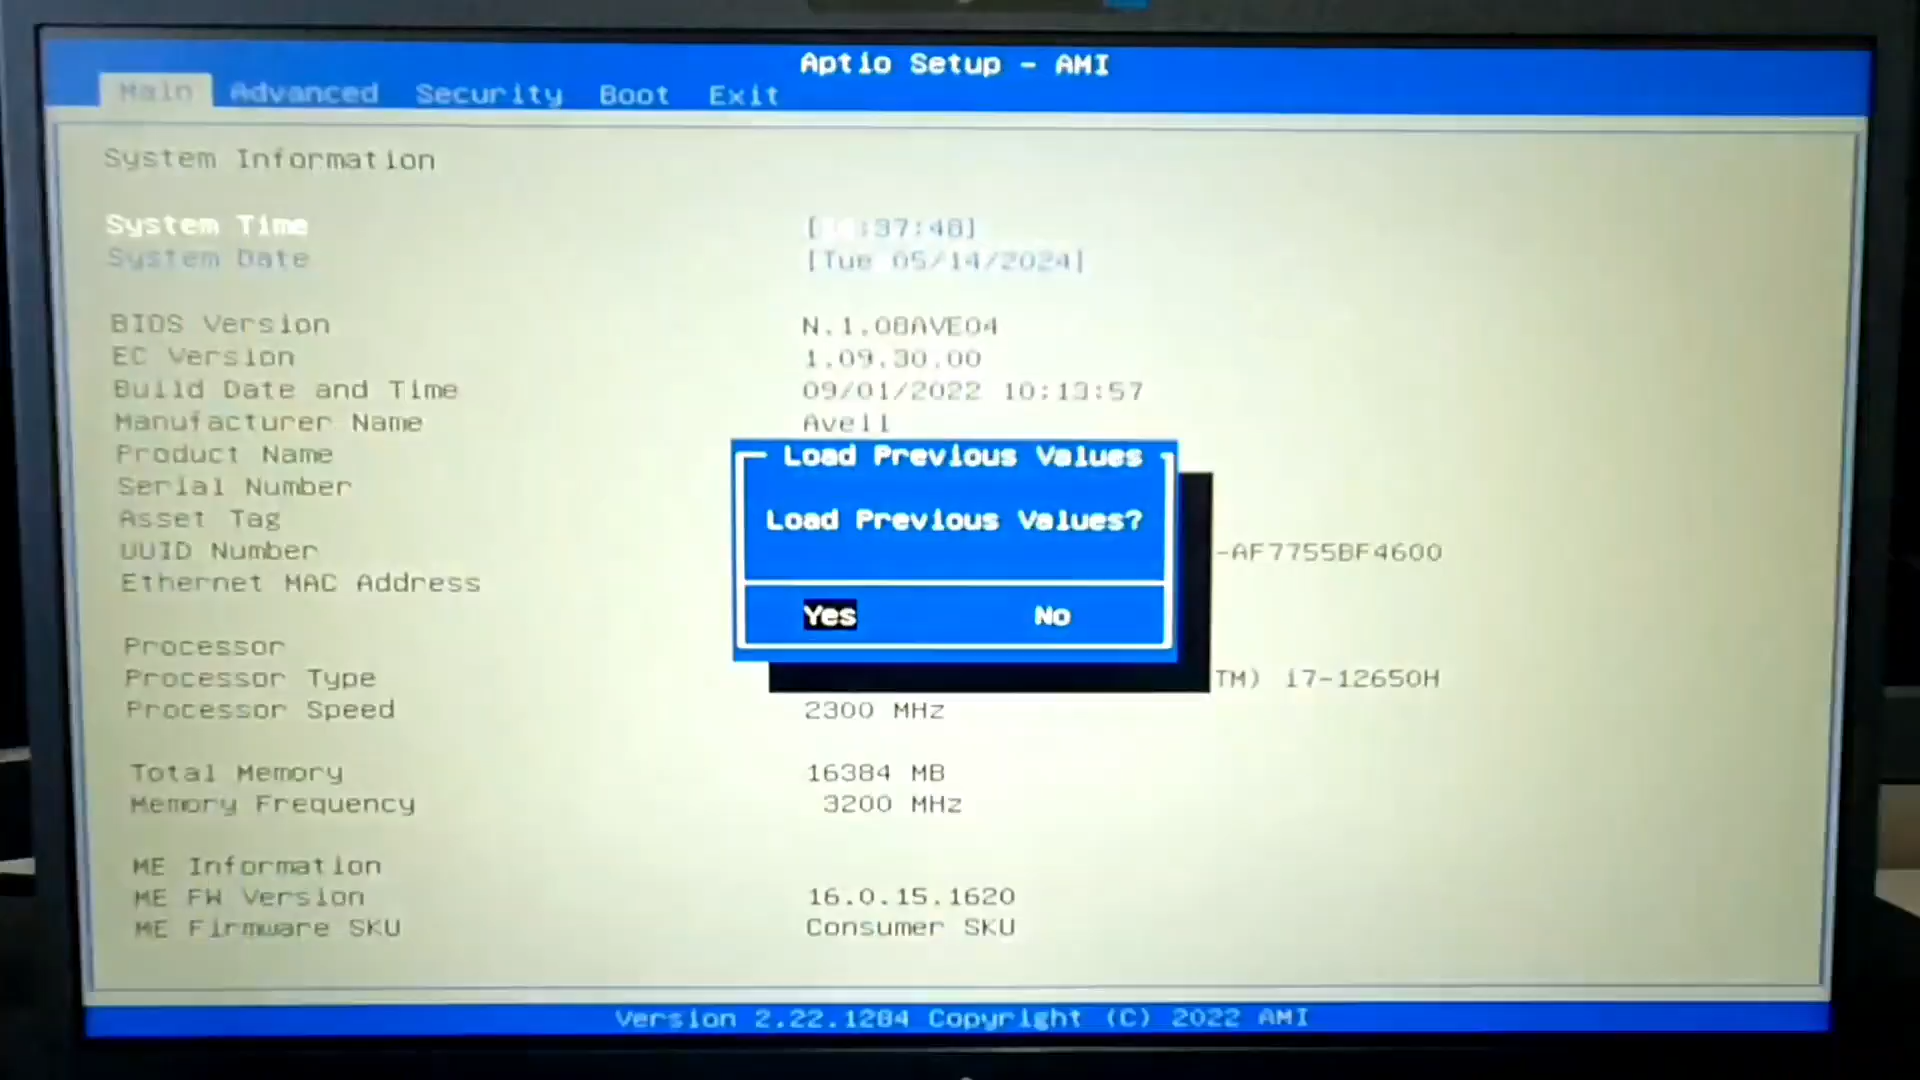 Aptio Setup - AMI
Main Advanced Security Boot Exit
System Information
System Time [ :37:48]
System Date [Tue 05/14/2024]
BIOS Version N.1.08AVE04
EC Version 1.09.30.00
Build Date and Time 09/01/2022 10:13:57
Manufacturer Name Avell
Product Name
Serial Number
Asset Tag
UUID Number -AF7755BF4600
Ethernet MAC Address
Load Previous Values
Load Previous Values?
Yes No
Processor
Processor Type TM) i7-12650H
Processor Speed 2300 MHz
Total Memory 16384 MB
Memory Frequency 3200 MHz
ME Information
ME FW Version 16.0.15.1620
ME Firmware SKU Consumer SKU
Version 2.22.1284 Copyright (C) 2022 AMI